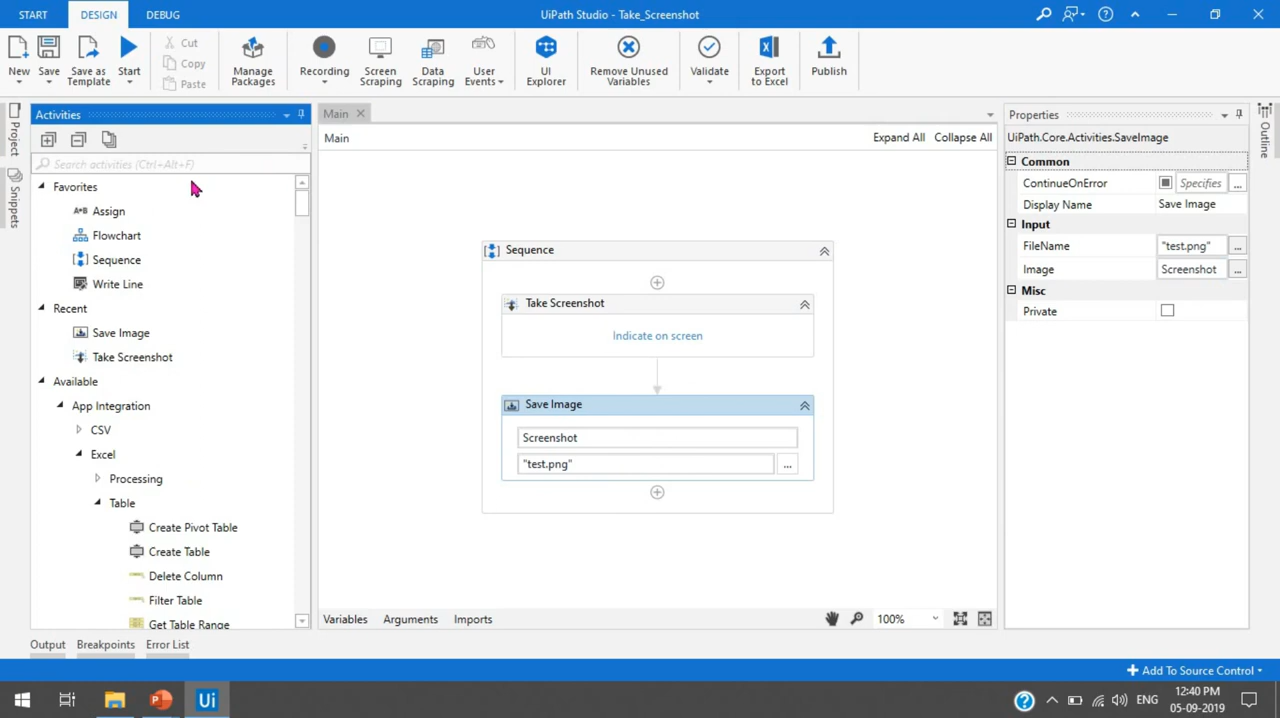 START
DESIGN
DEBUG
UiPath Studio - Take_Screenshot
New
Save
Save as Template
Start
Cut
Copy
Paste
Manage Packages
Recording
Screen Scraping
Data Scraping
User Events
UI Explorer
Remove Unused Variables
Validate
Export to Excel
Publish
Project
Snippets
Activities
Search activities (Ctrl+Alt+F)
Favorites
Assign
Flowchart
Sequence
Write Line
Recent
Save Image
Take Screenshot
Available
App Integration
CSV
Excel
Processing
Table
Create Pivot Table
Create Table
Delete Column
Filter Table
Get Table Range
Main
Main
Expand All
Collapse All
Sequence
Take Screenshot
Indicate on screen
Save Image
Screenshot
"test.png"
...
Variables
Arguments
Imports
100%
Properties
UiPath.Core.Activities.SaveImage
Common
ContinueOnError
Specifies
...
Display Name
Save Image
Input
FileName
"test.png"
...
Image
Screenshot
...
Misc
Private
Outline
Output
Breakpoints
Error List
Add To Source Control
Ui
ENG
12:40 PM
05-09-2019